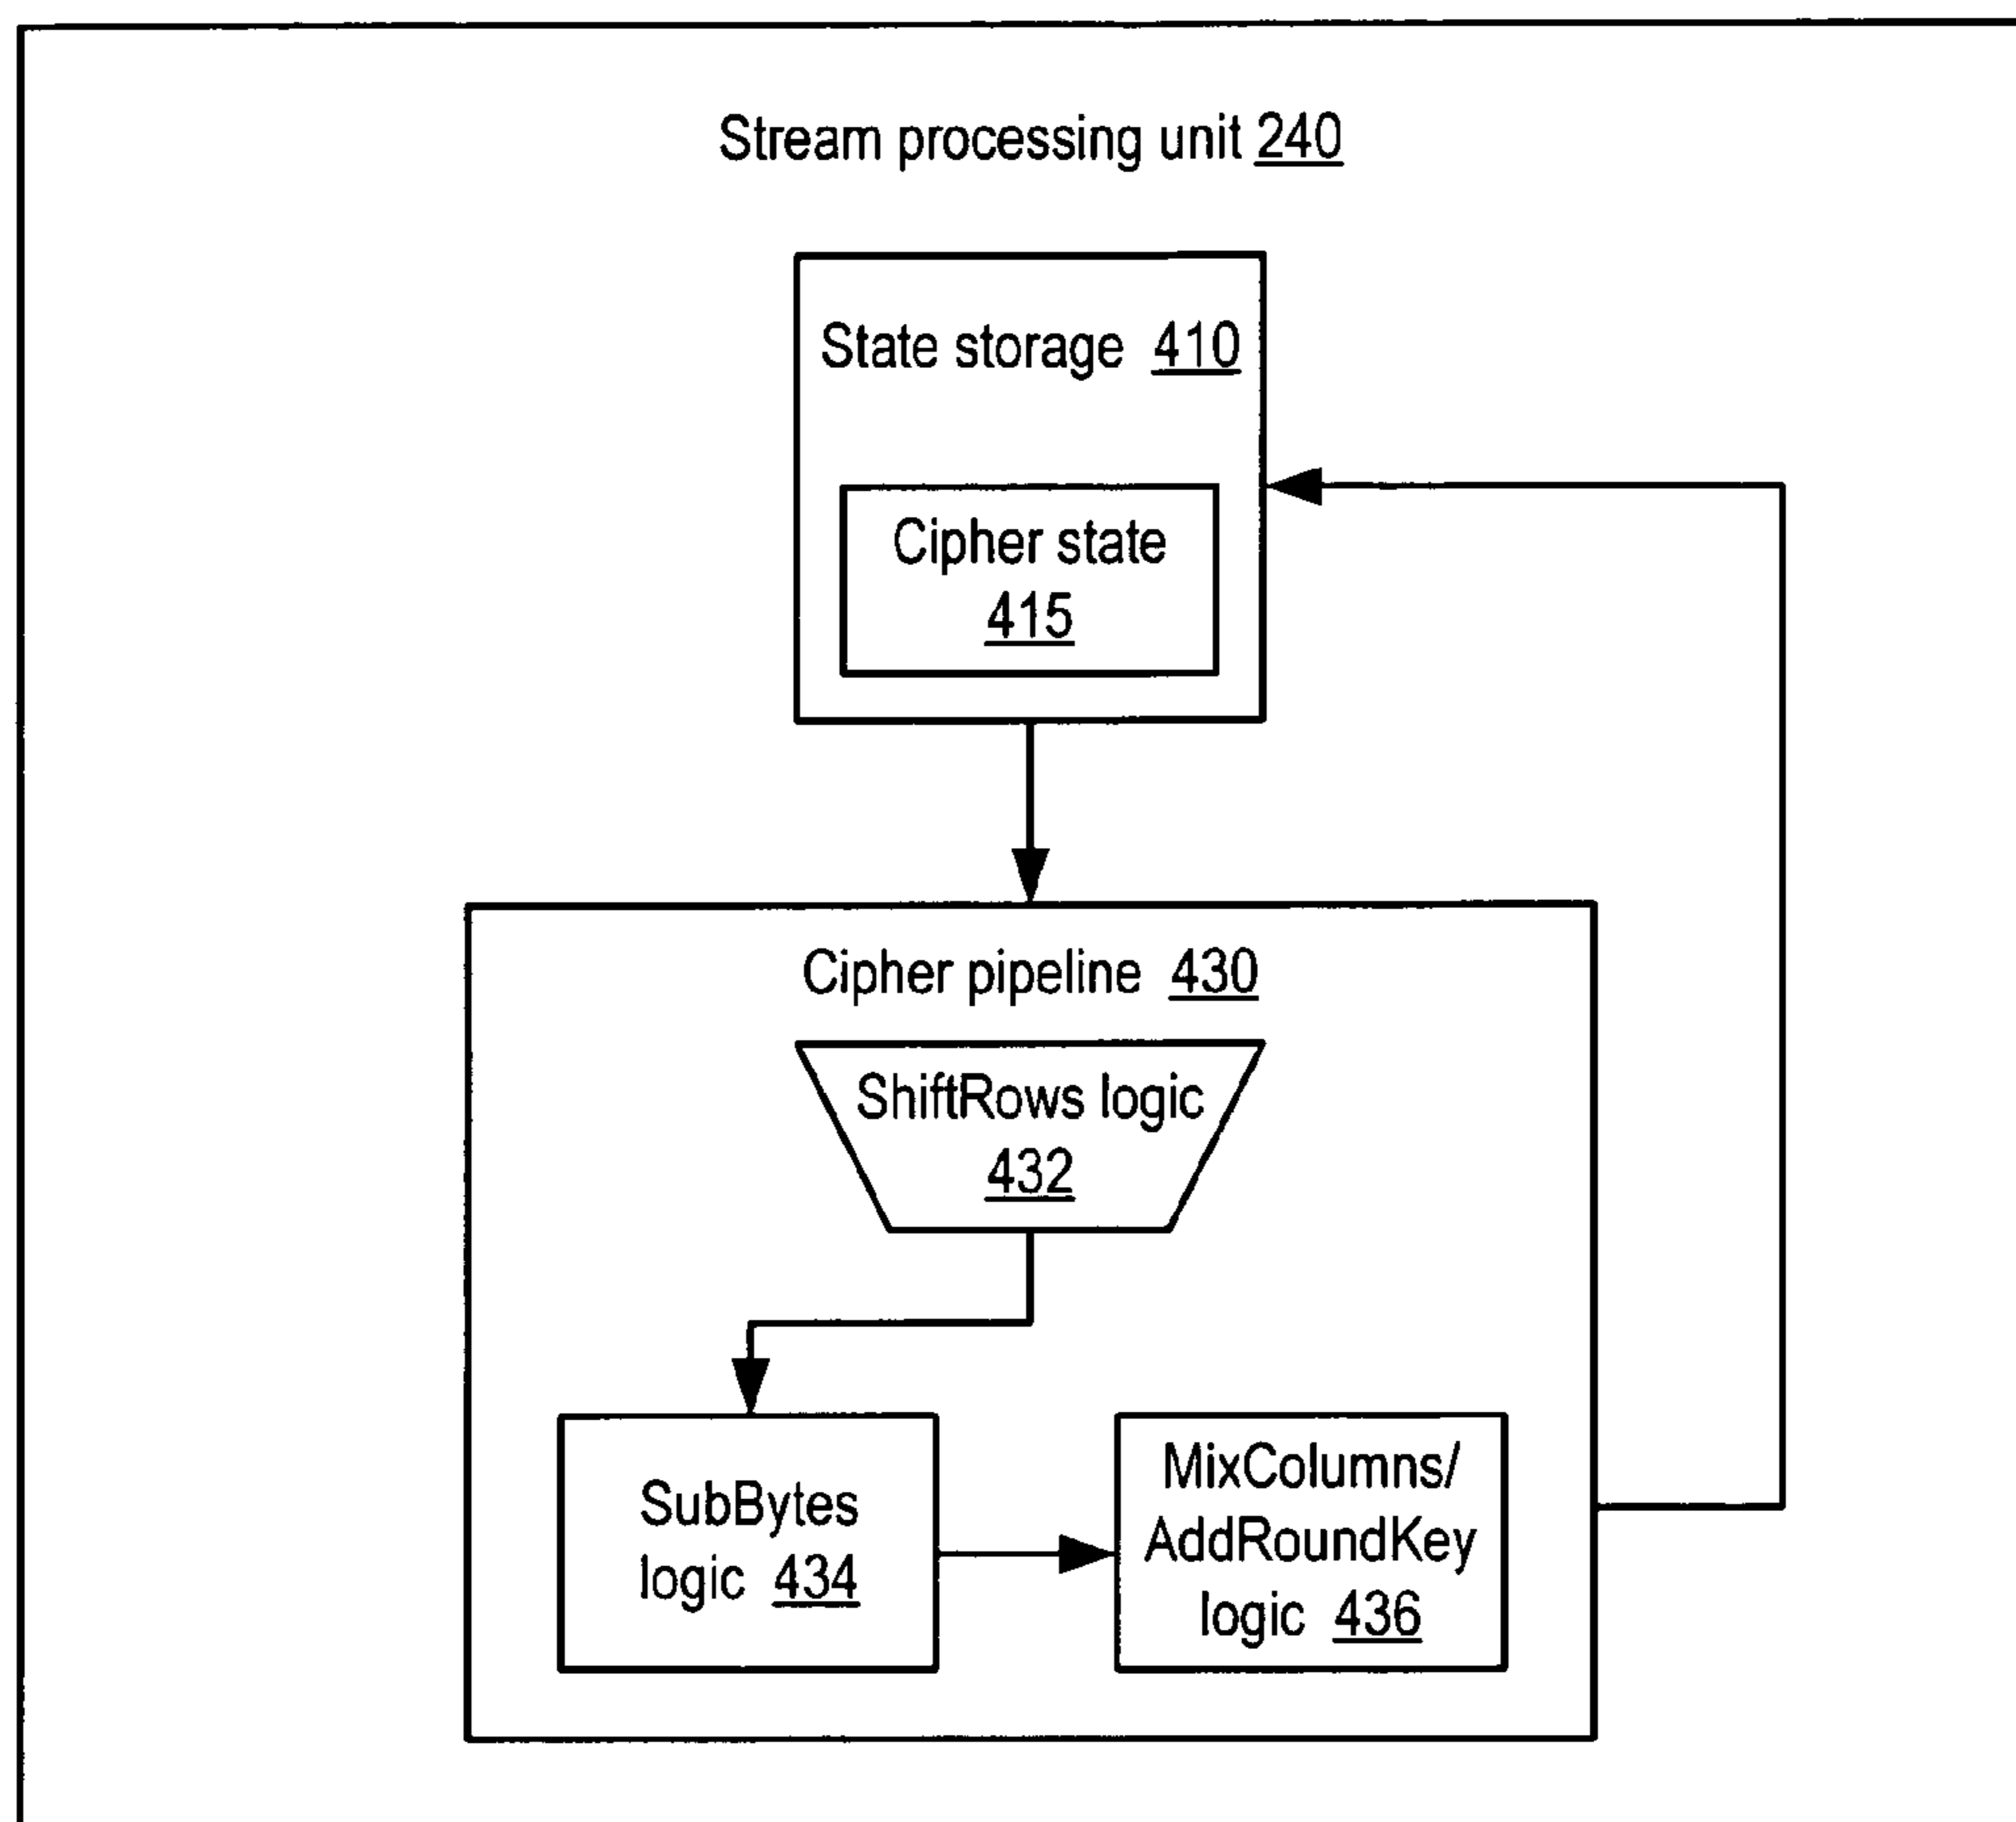 Stream processing unit 240
State storage 410
Cipher state
415
Cipher pipeline 430
ShiftRows logic
432
SubBytes
logic 434
MixColumns/
AddRoundKey
logic 436